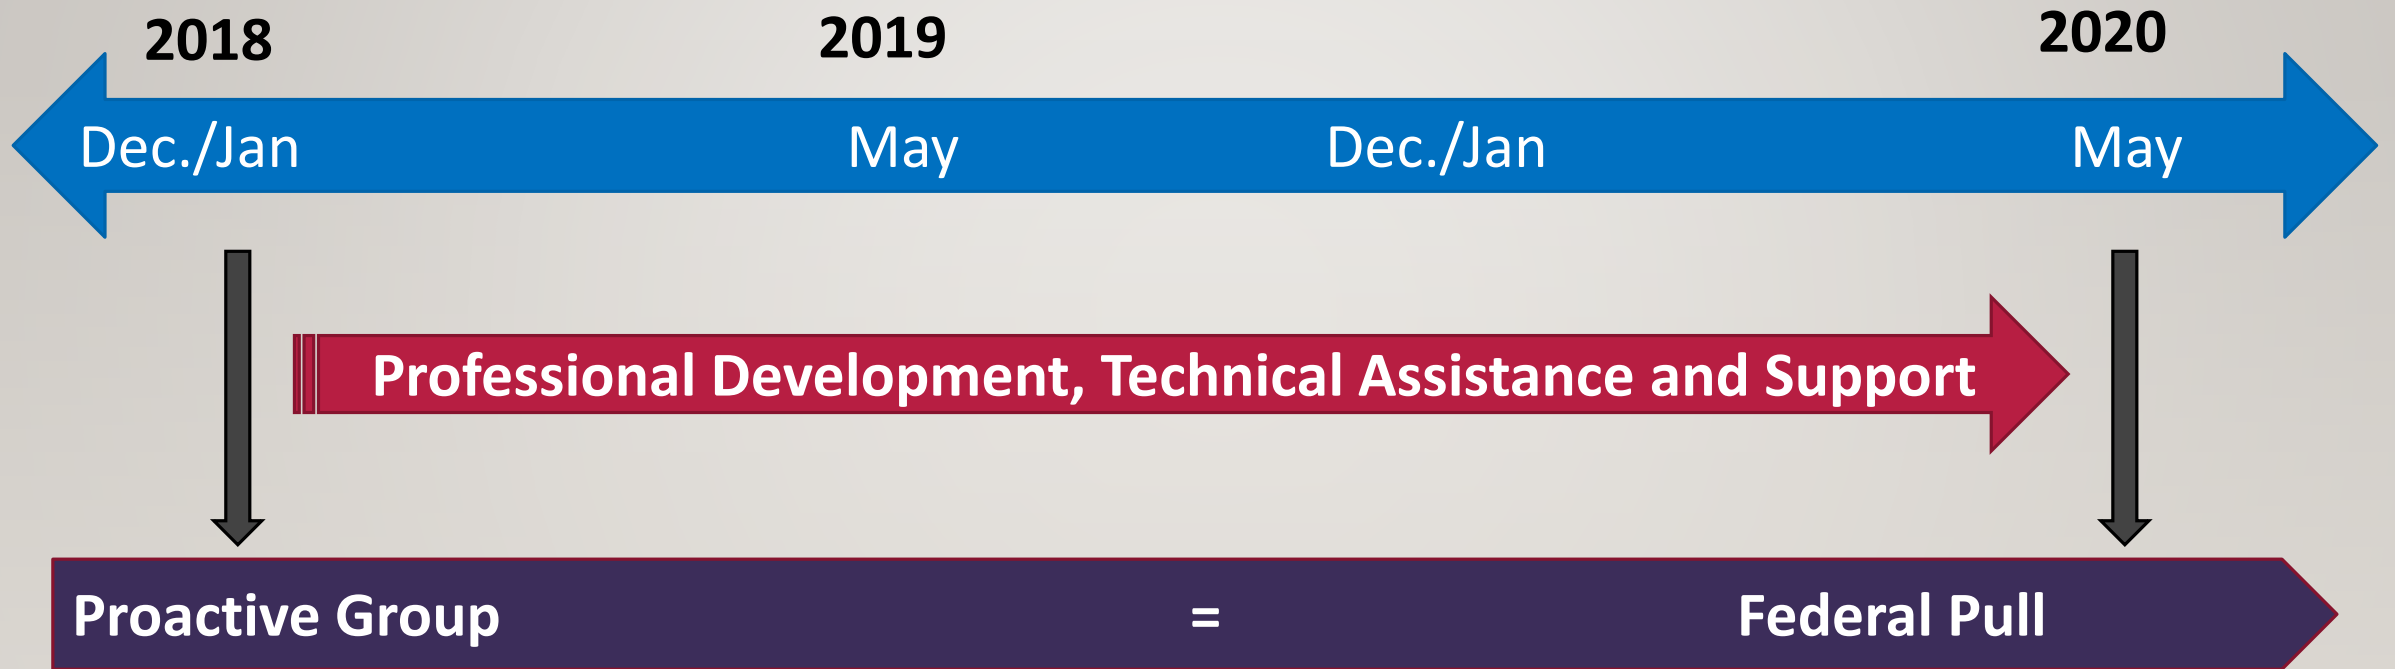 2018 2019 2020
Dec./Jan May Dec./Jan May
Professional Development, Technical Assistance and Support
Proactive Group = Federal Pull